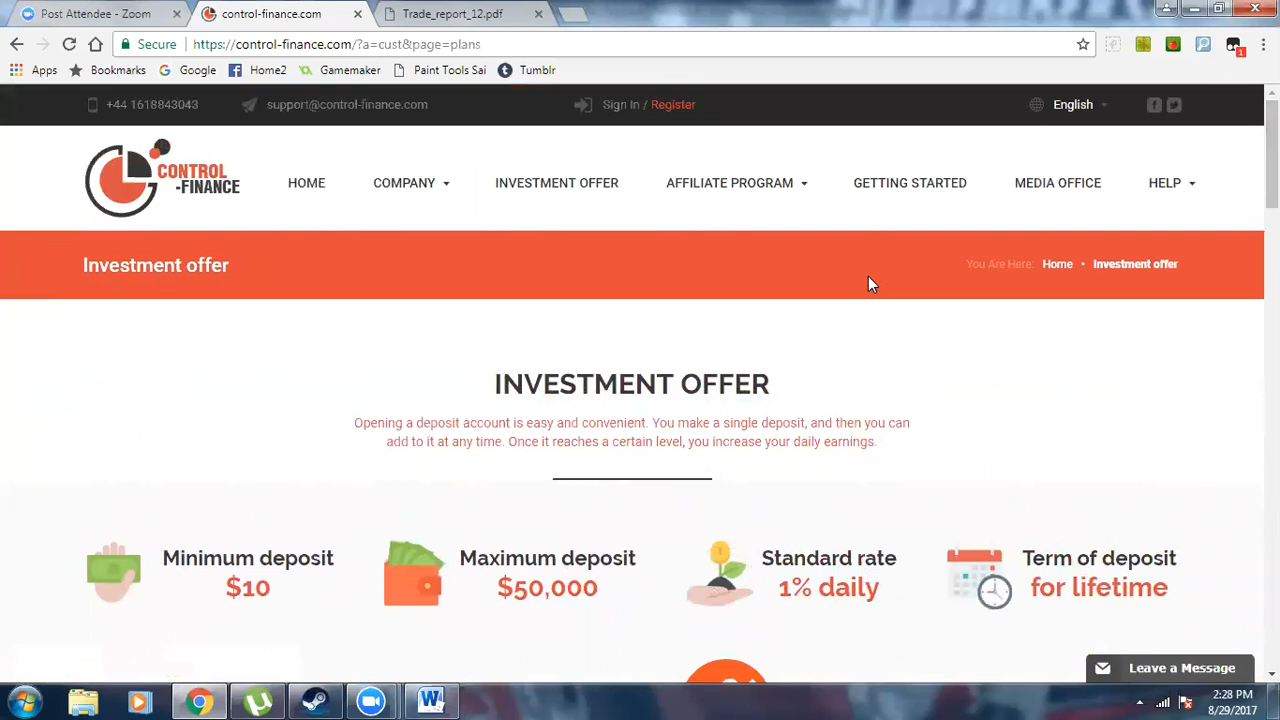 Post Attendee - Zoom
control-finance.com
Trade_report_12.pdf
Secure
https://control-finance.com/?a=cust&page=plans
Apps
Bookmarks
Google
Home2
Gamemaker
Paint Tools Sai
Tumblr
1
+44 1618843043
support@control-finance.com
Sign In / Register
English
CONTROL
-FINANCE
HOME
COMPANY
INVESTMENT OFFER
AFFILIATE PROGRAM
GETTING STARTED
MEDIA OFFICE
HELP
Investment offer
You Are Here: Home • Investment offer
INVESTMENT OFFER
Opening a deposit account is easy and convenient. You make a single deposit, and then you can
add to it at any time. Once it reaches a certain level, you increase your daily earnings.
Minimum deposit
$10
Maximum deposit
$50,000
Standard rate
1% daily
Term of deposit
for lifetime
Leave a Message
2:28 PM
8/29/2017